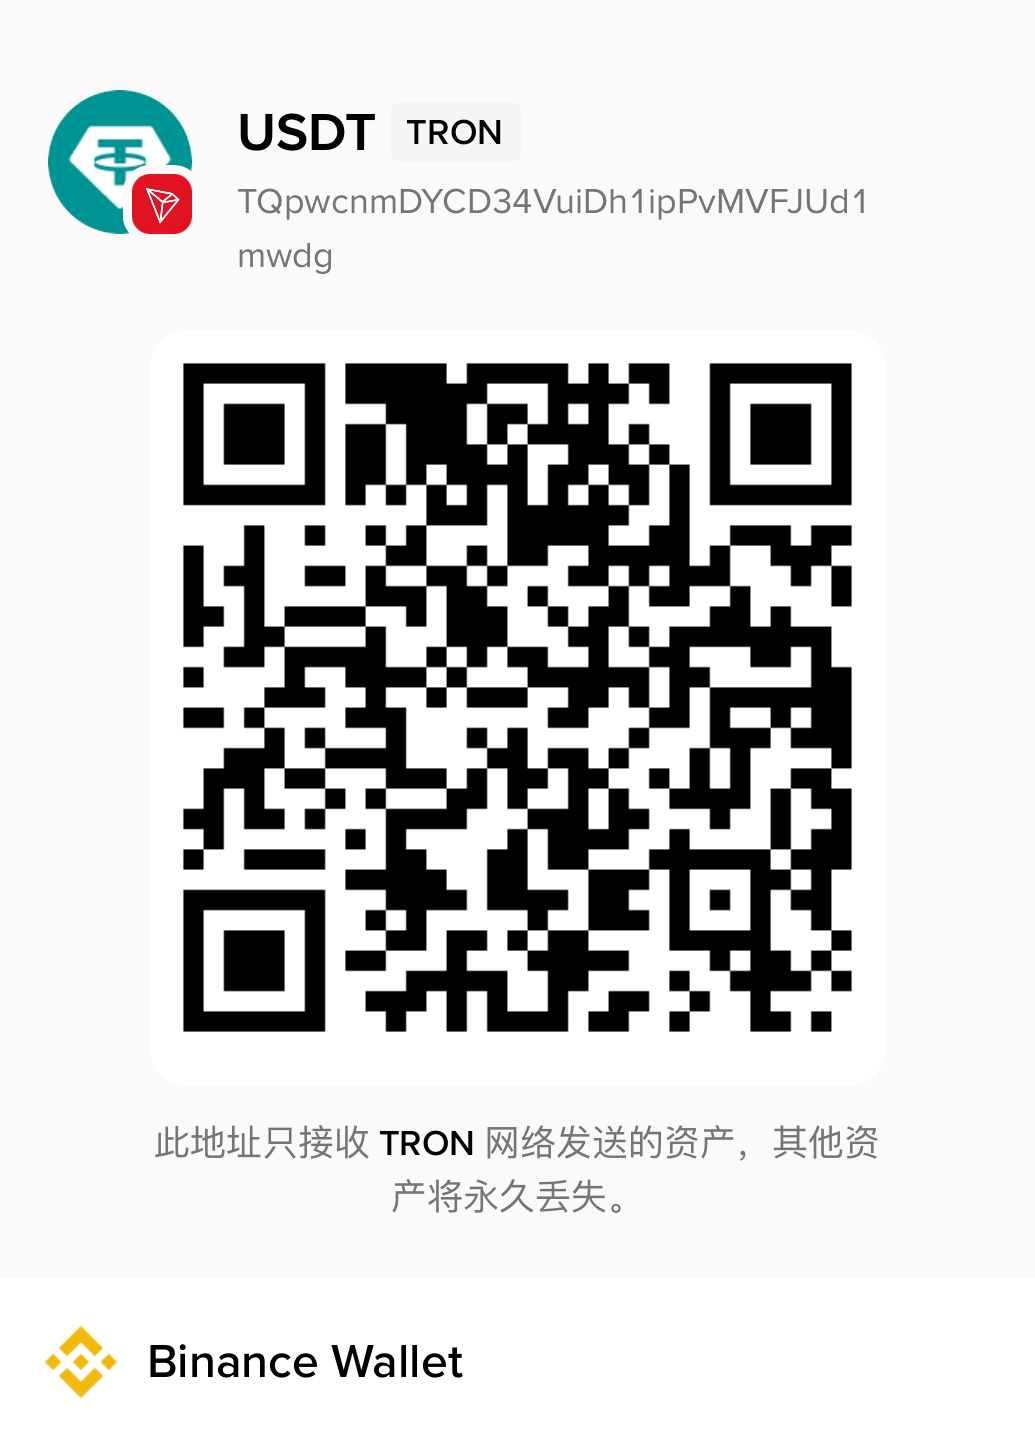 USDT TRON
TQpwcnmDYCD34VuiDh1ipPvMVFJUd1
mwdg
此地址只接收 TRON 网络发送的资产，其他资
产将永久丢失。
Binance Wallet